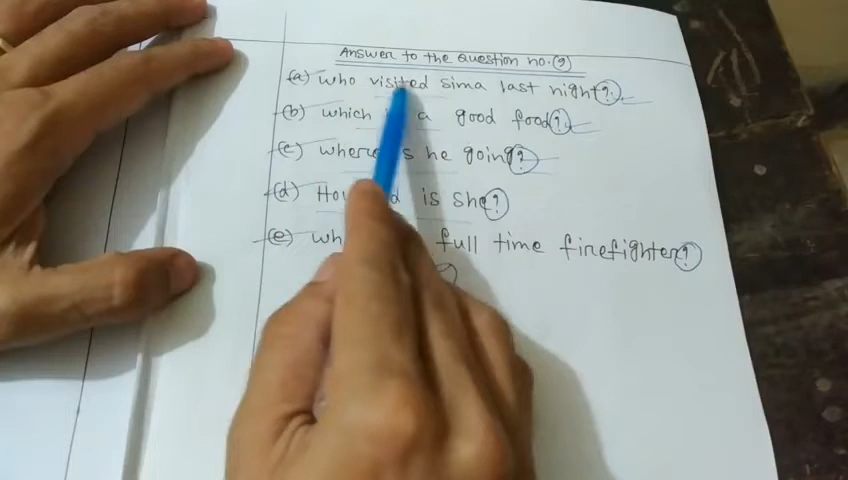 Answer to the question no.(9)
(a) who visited sima last night?
(b) which a good food?
(c) where is he going?
(d) How is she?
(e) full time firefighter?